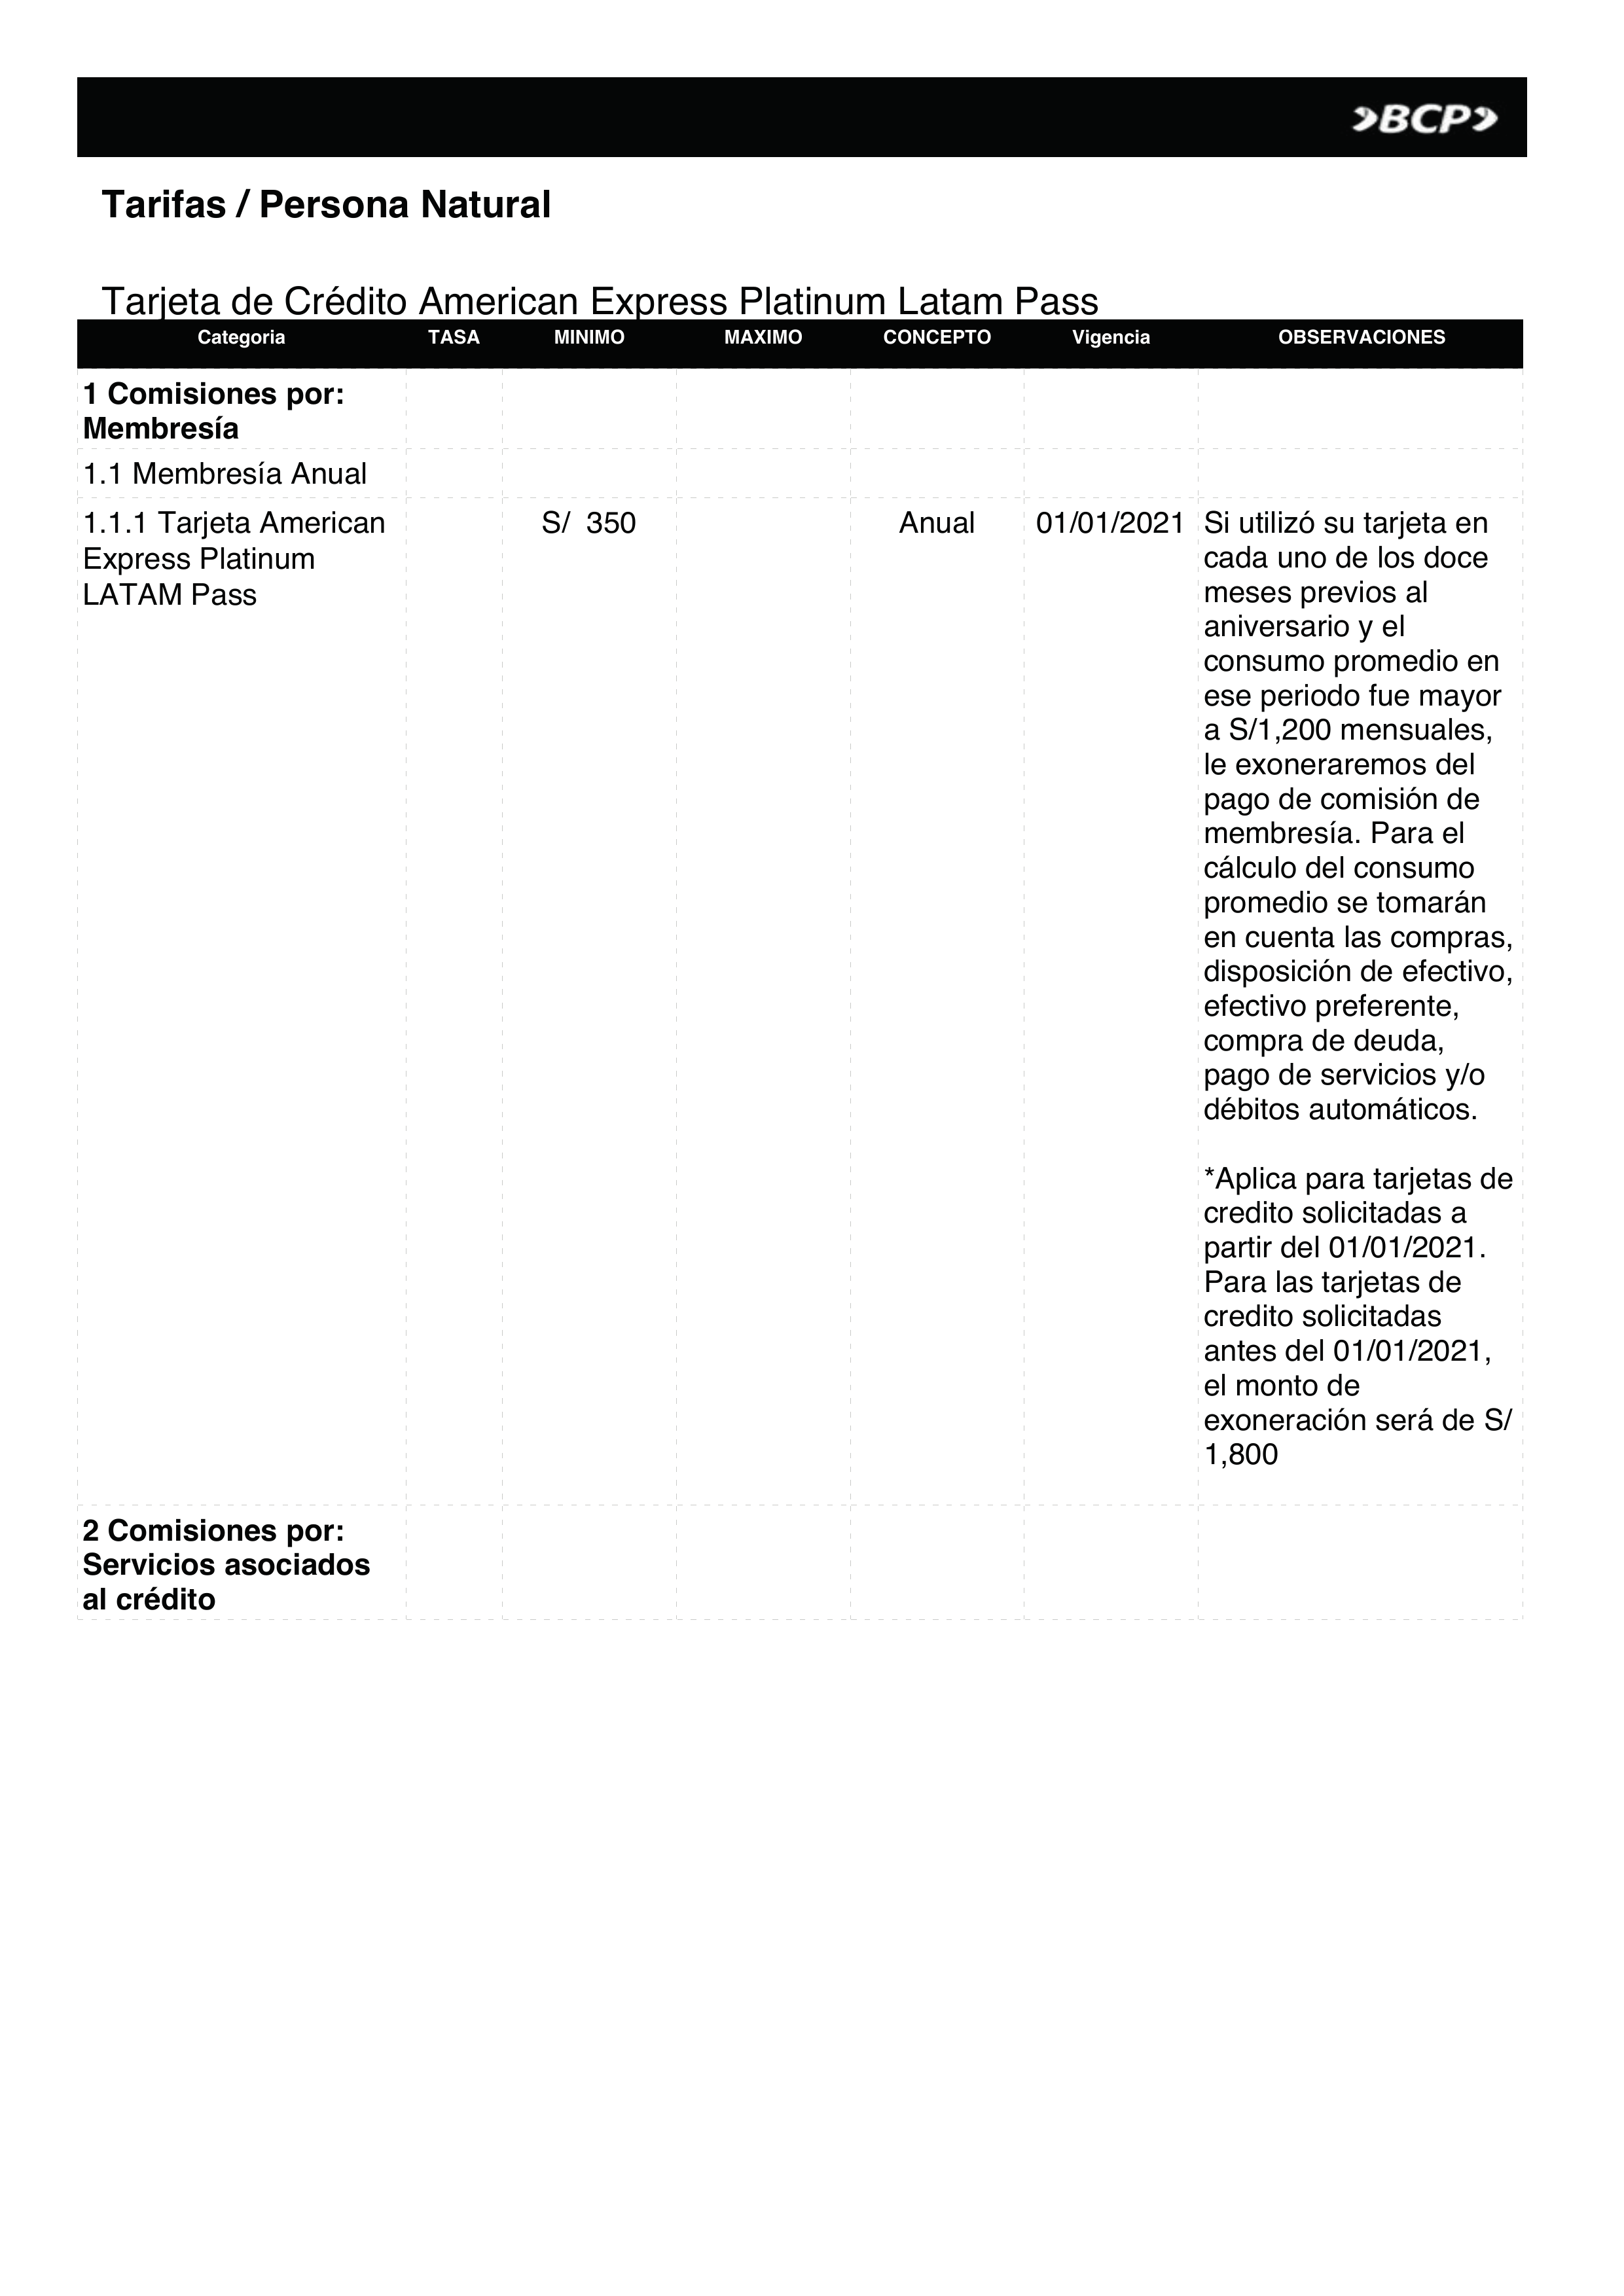 BCP
Tarifas / Persona Natural
Tarjeta de Crédito American Express Platinum Latam Pass
Categoria TASA MINIMO MAXIMO CONCEPTO Vigencia OBSERVACIONES
1 Comisiones por:
Membresía
1.1 Membresía Anual
1.1.1 Tarjeta American
Express Platinum
LATAM Pass
S/ 350
Anual
01/01/2021
Si utilizó su tarjeta en
cada uno de los doce
meses previos al
aniversario y el
consumo promedio en
ese periodo fue mayor
a S/1,200 mensuales,
le exoneraremos del
pago de comisión de
membresía. Para el
cálculo del consumo
promedio se tomarán
en cuenta las compras,
disposición de efectivo,
efectivo preferente,
compra de deuda,
pago de servicios y/o
débitos automáticos.
*Aplica para tarjetas de
credito solicitadas a
partir del 01/01/2021.
Para las tarjetas de
credito solicitadas
antes del 01/01/2021,
el monto de
exoneración será de S/
1,800
2 Comisiones por:
Servicios asociados
al crédito